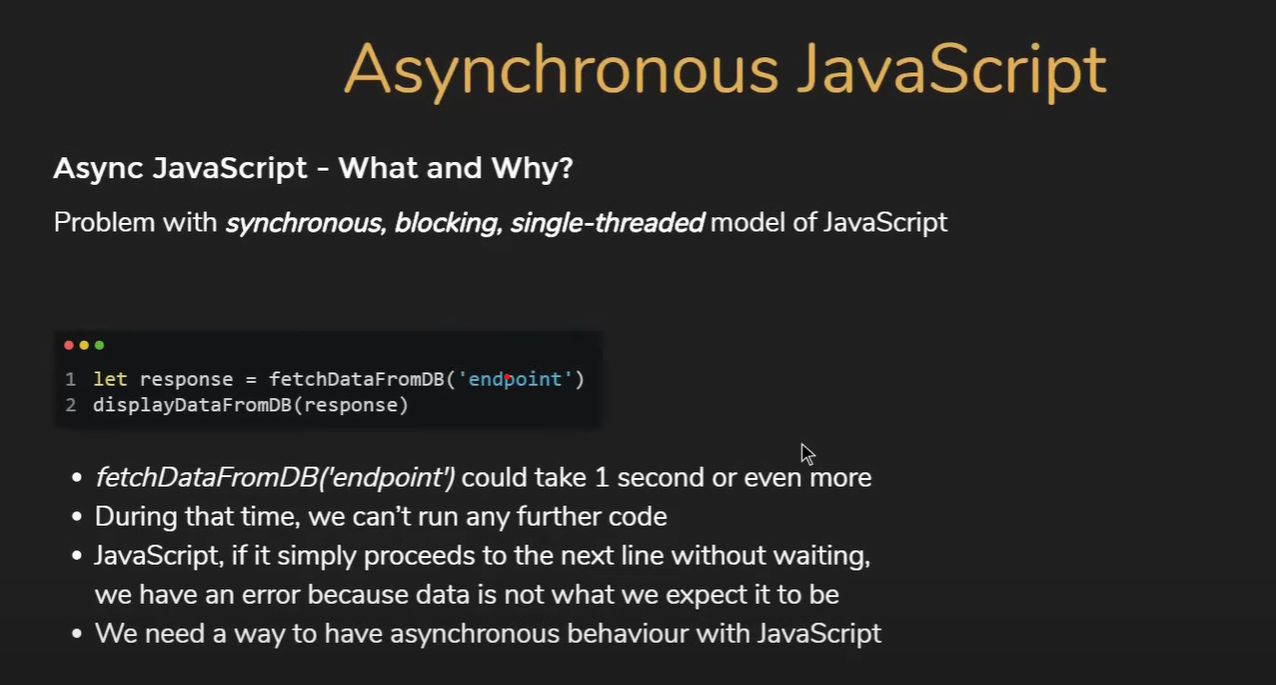 Asynchronous JavaScript
Async JavaScript - What and Why?
Problem with synchronous, blocking, single-threaded model of JavaScript
1 let response = fetchDataFromDB('endpoint')
2 displayDataFromDB(response)
• fetchDataFromDB('endpoint') could take 1 second or even more
• During that time, we can’t run any further code
• JavaScript, if it simply proceeds to the next line without waiting,
we have an error because data is not what we expect it to be
• We need a way to have asynchronous behaviour with JavaScript